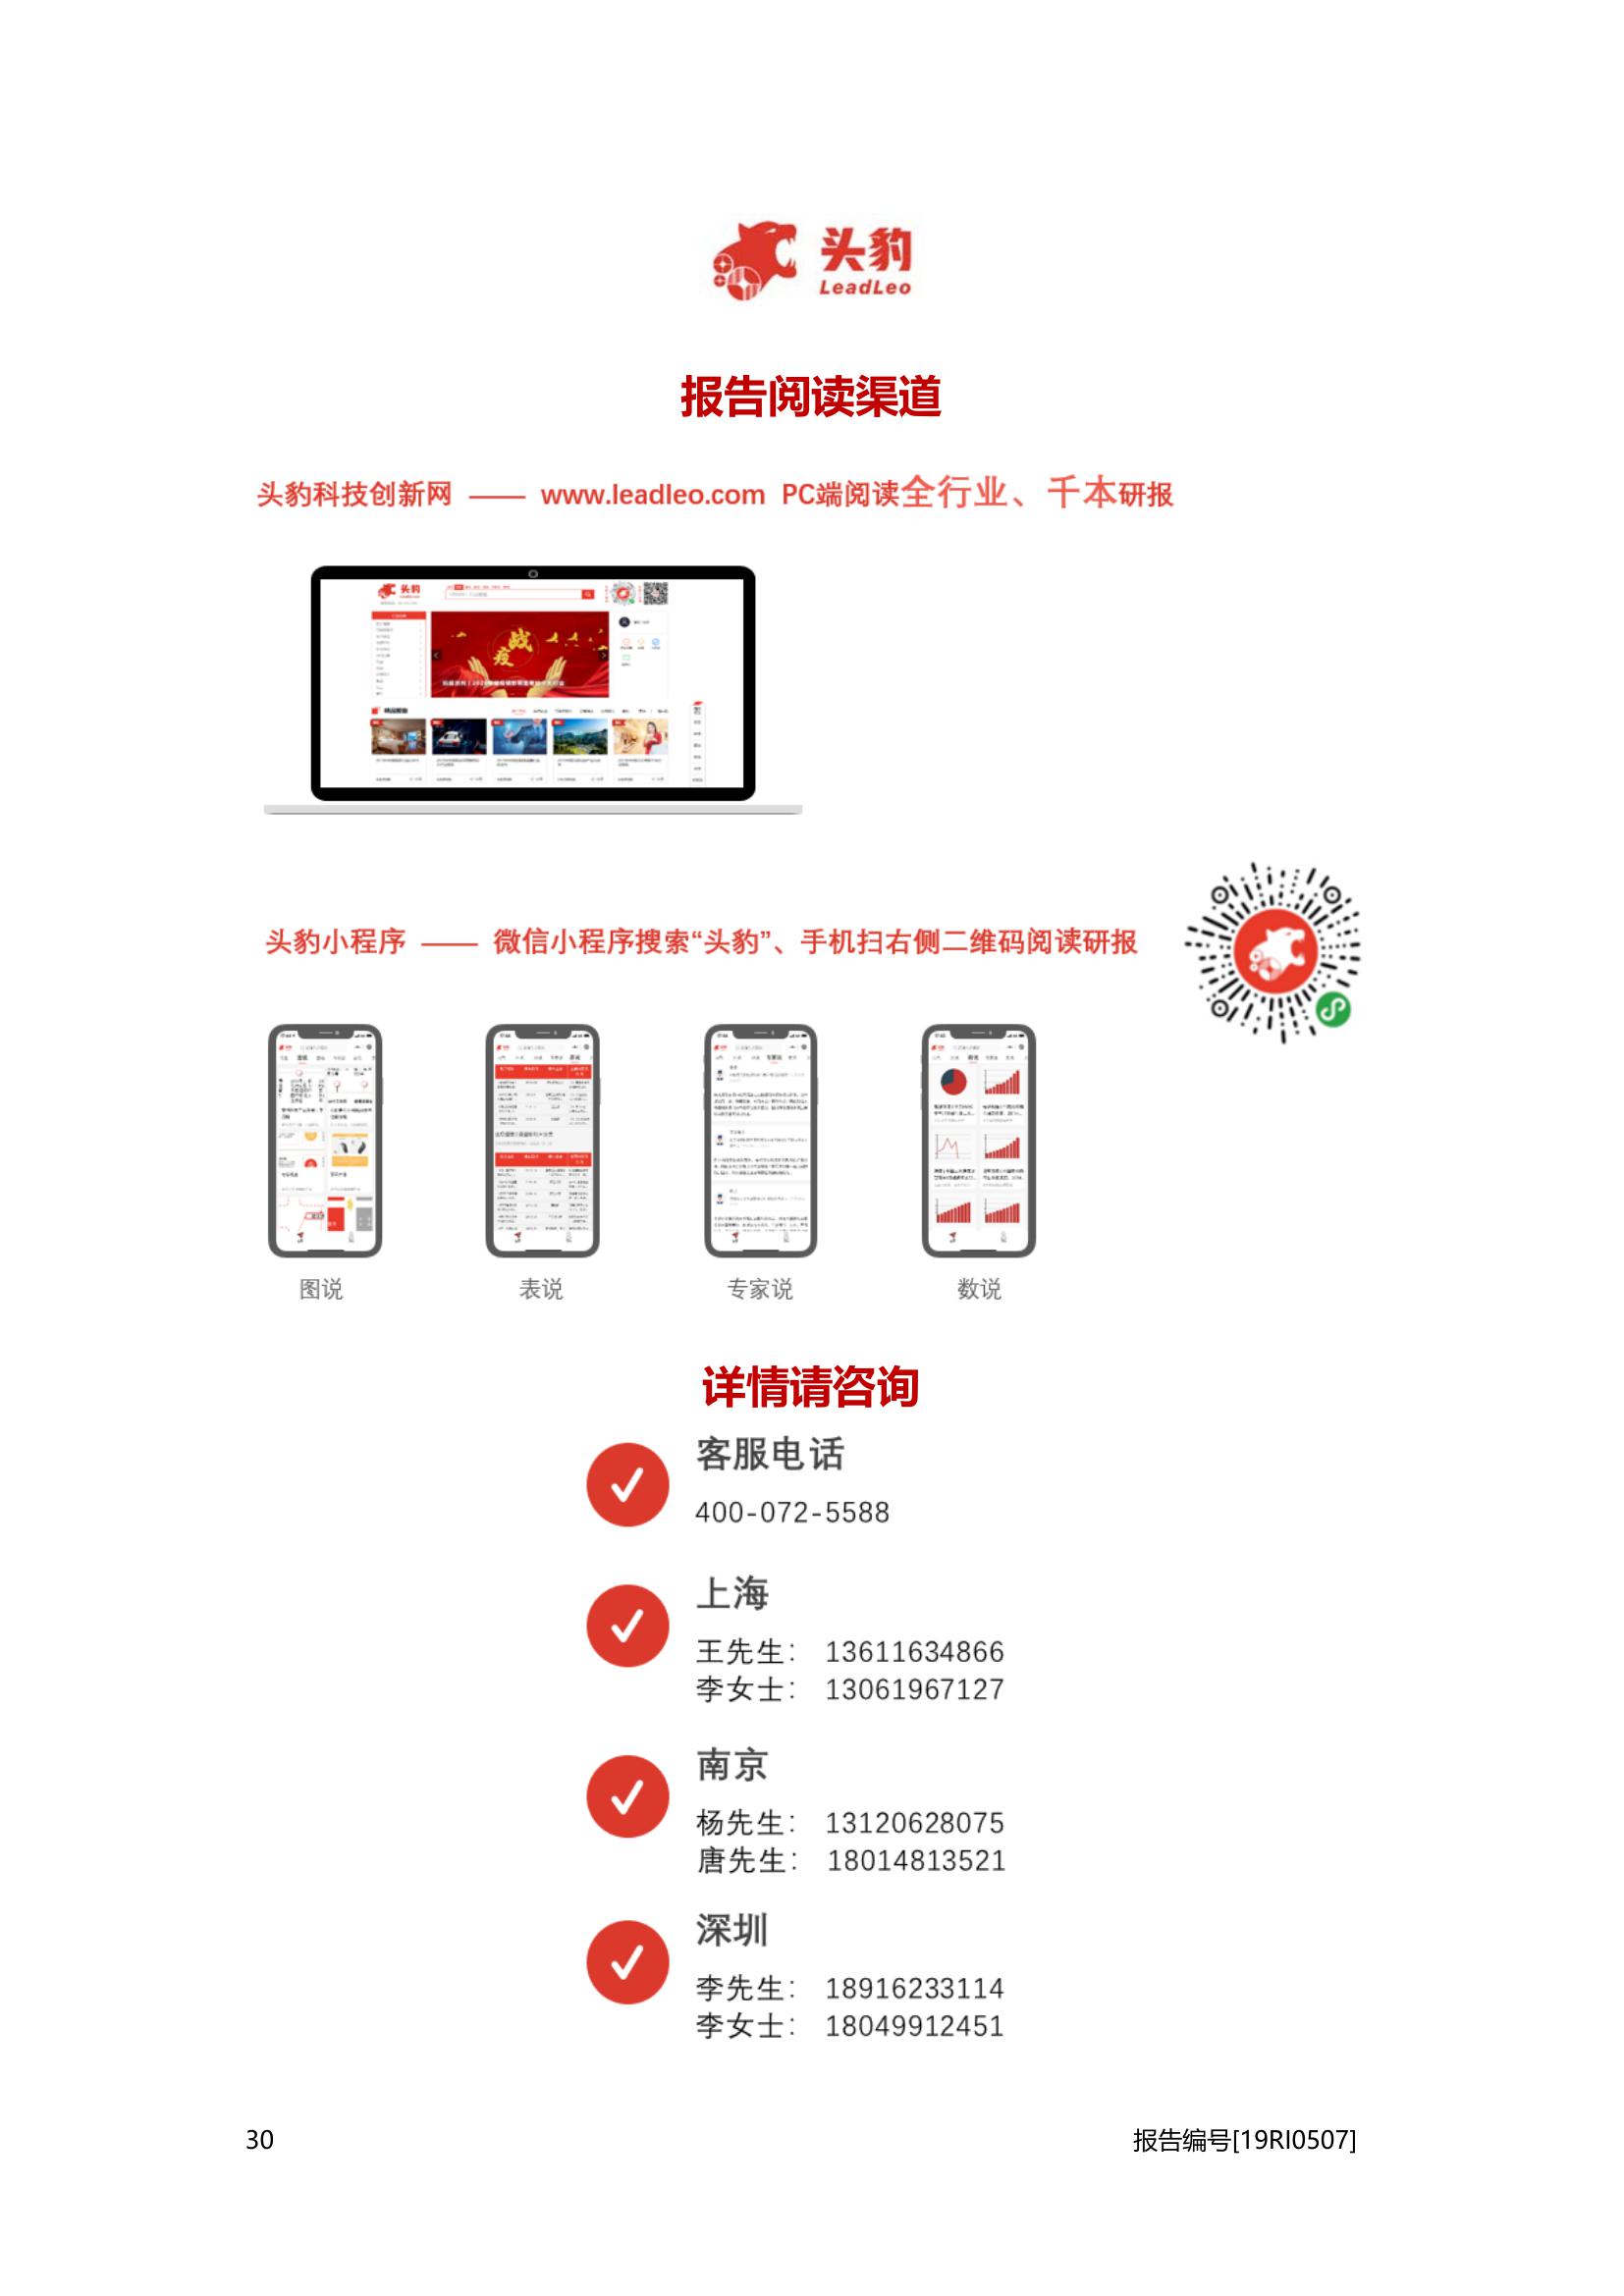 头豹
LeadLeo
报告阅读渠道
头豹科技创新网 —— www.leadleo.com PC端阅读全行业、千本研报
头豹
战
疫
头豹小程序 —— 微信小程序搜索“头豹”、手机扫右侧二维码阅读研报
图说
表说
专家说
数说
详情请咨询
客服电话
400-072-5588
上海
王先生： 13611634866
李女士： 13061967127
南京
杨先生： 13120628075
唐先生： 18014813521
深圳
李先生： 18916233114
李女士： 18049912451
30
报告编号[19RI0507]